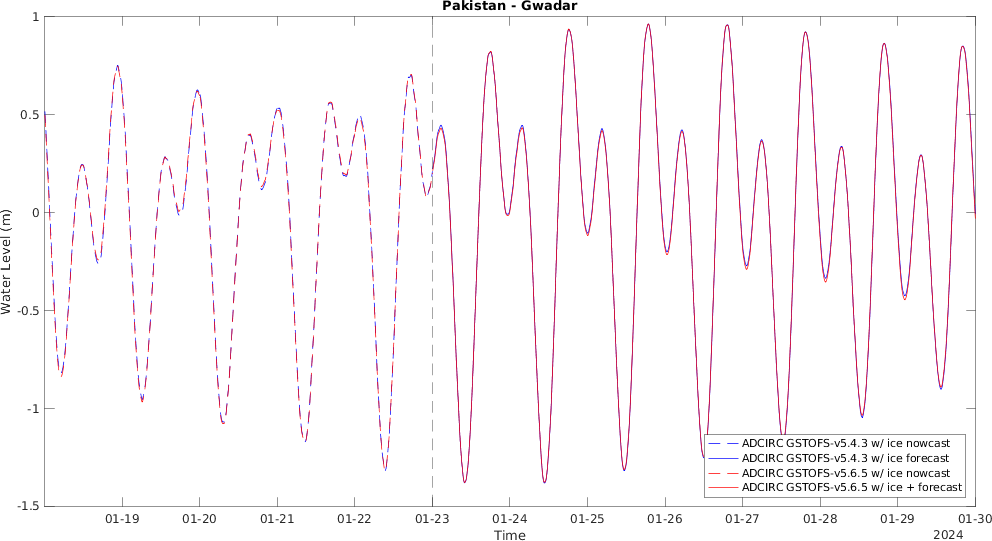 Pakistan - Gwadar
Water Level (m)
1
0.5
0
-0.5
-1
-1.5
01-19 01-20 01-21 01-22 01-23 01-24 01-25 01-26 01-27 01-28 01-29 01-30
Time
2024
ADCIRC GSTOFS-v5.4.3 w/ ice nowcast
ADCIRC GSTOFS-v5.4.3 w/ ice forecast
ADCIRC GSTOFS-v5.6.5 w/ ice nowcast
ADCIRC GSTOFS-v5.6.5 w/ ice + forecast